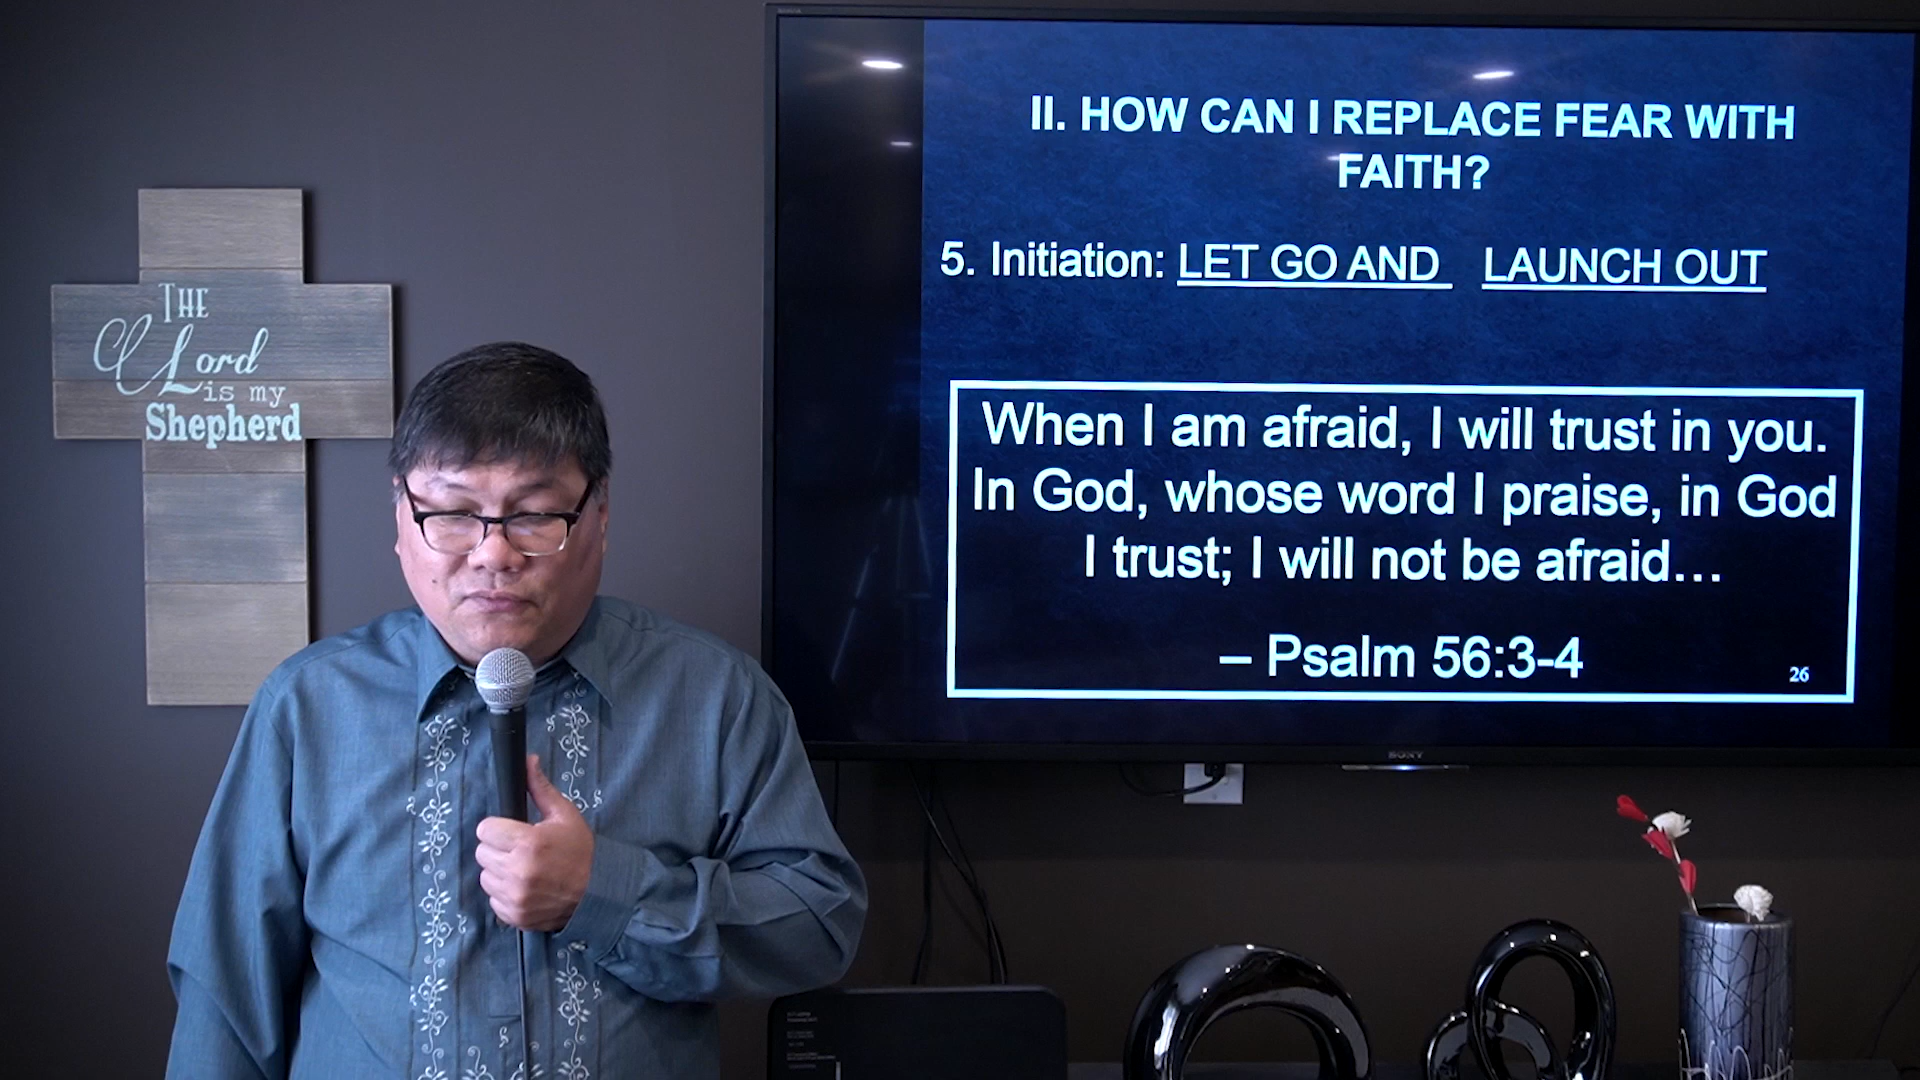 THE
Lord
is my
Shepherd
II. HOW CAN I REPLACE FEAR WITH
FAITH?
5. Initiation: LET GO AND LAUNCH OUT
When I am afraid, I will trust in you.
In God, whose word I praise, in God
I trust; I will not be afraid…
– Psalm 56:3-4
26
SONY